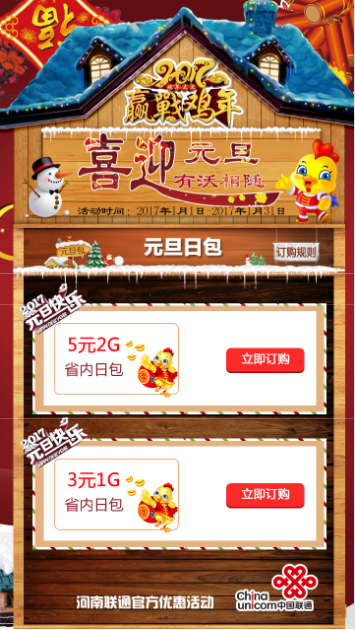 福
2017
赢戰鸡年
喜迎元旦
有沃相随
活动时间：2017年1月1日-2017年1月31日
元旦包
元旦日包
订购规则
2017
元旦快乐
5元2G
省内日包
立即订购
2017
元旦快乐
3元1G
省内日包
立即订购
河南联通官方优惠活动
China
unicom中国联通